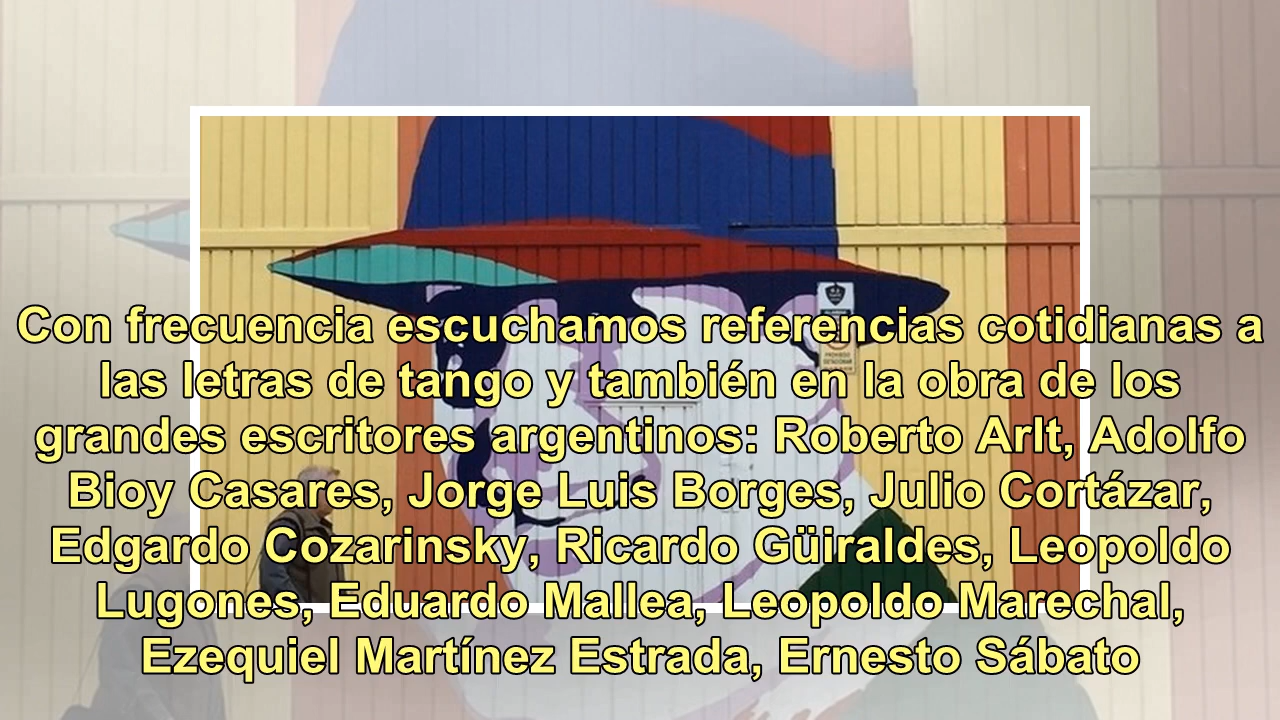 Con frecuencia escuchamos referencias cotidianas a
las letras de tango y también en la obra de los
grandes escritores argentinos: Roberto Arlt, Adolfo
Bioy Casares, Jorge Luis Borges, Julio Cortázar,
Edgardo Cozarinsky, Ricardo Güiraldes, Leopoldo
Lugones, Eduardo Mallea, Leopoldo Marechal,
Ezequiel Martínez Estrada, Ernesto Sábato